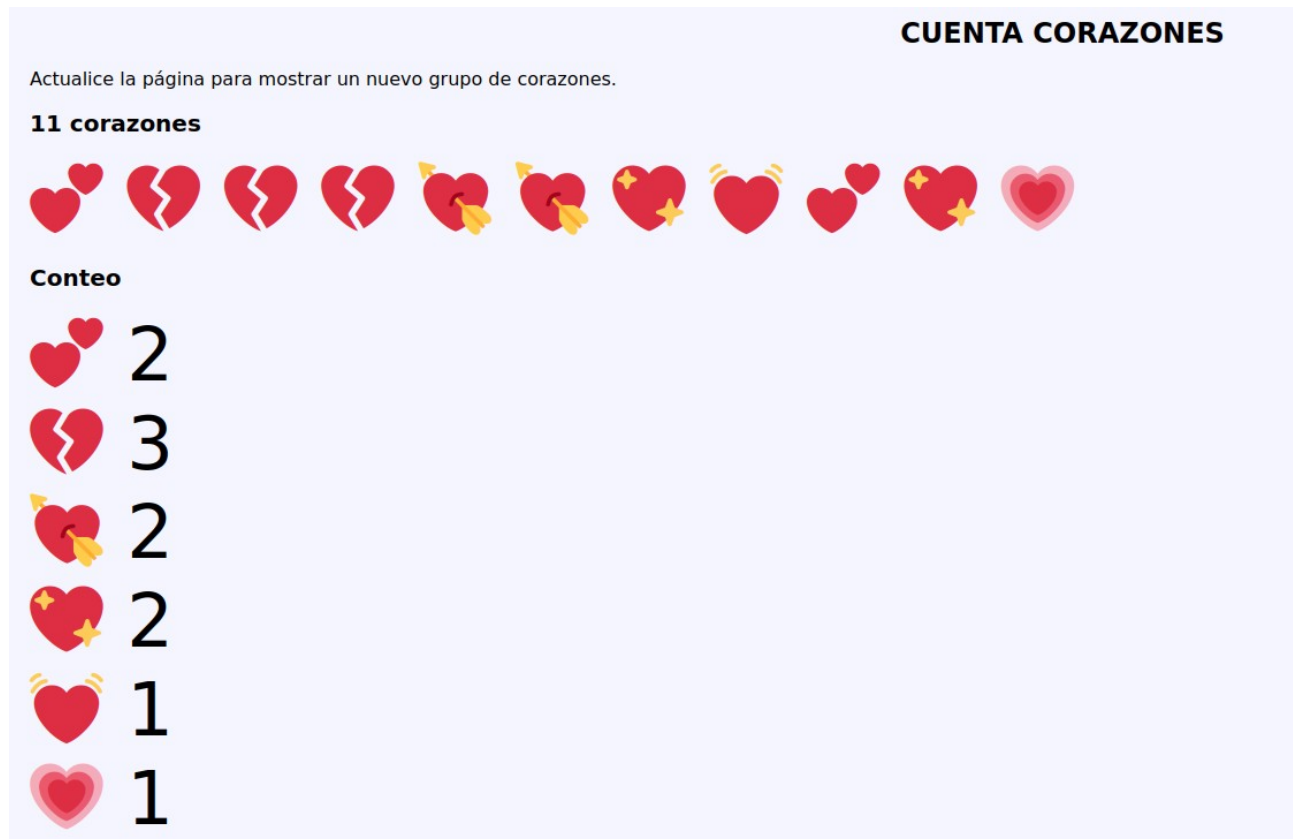 CUENTA CORAZONES
Actualice la página para mostrar un nuevo grupo de corazones.
11 corazones
Conteo
2
3
2
2
1
1